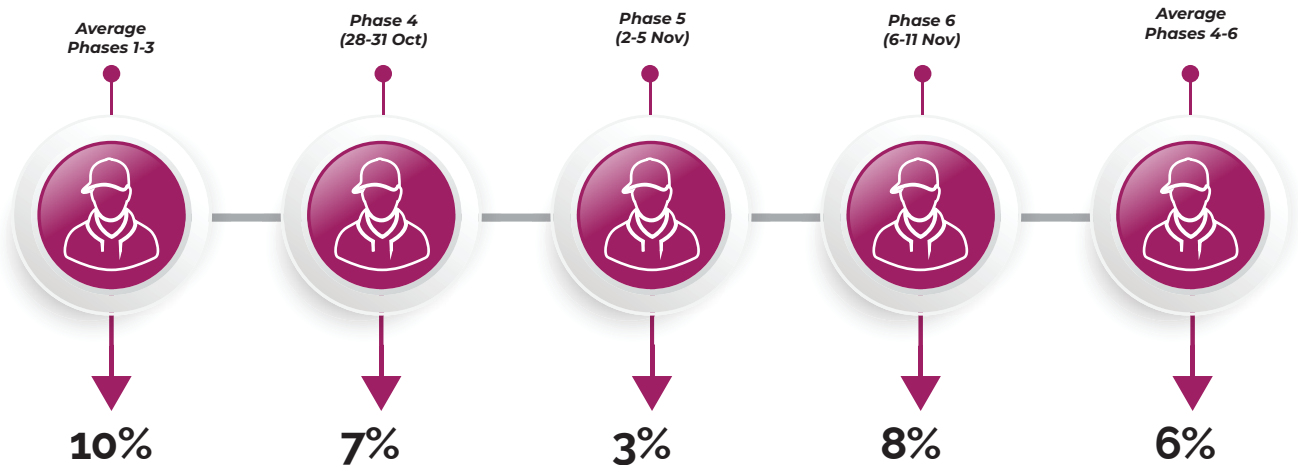 Average
Phases 1-3
Phase 4
(28-31 Oct)
Phase 5
(2-5 Nov)
Phase 6
(6-11 Nov)
Average
Phases 4-6
10%
7%
3%
8%
6%